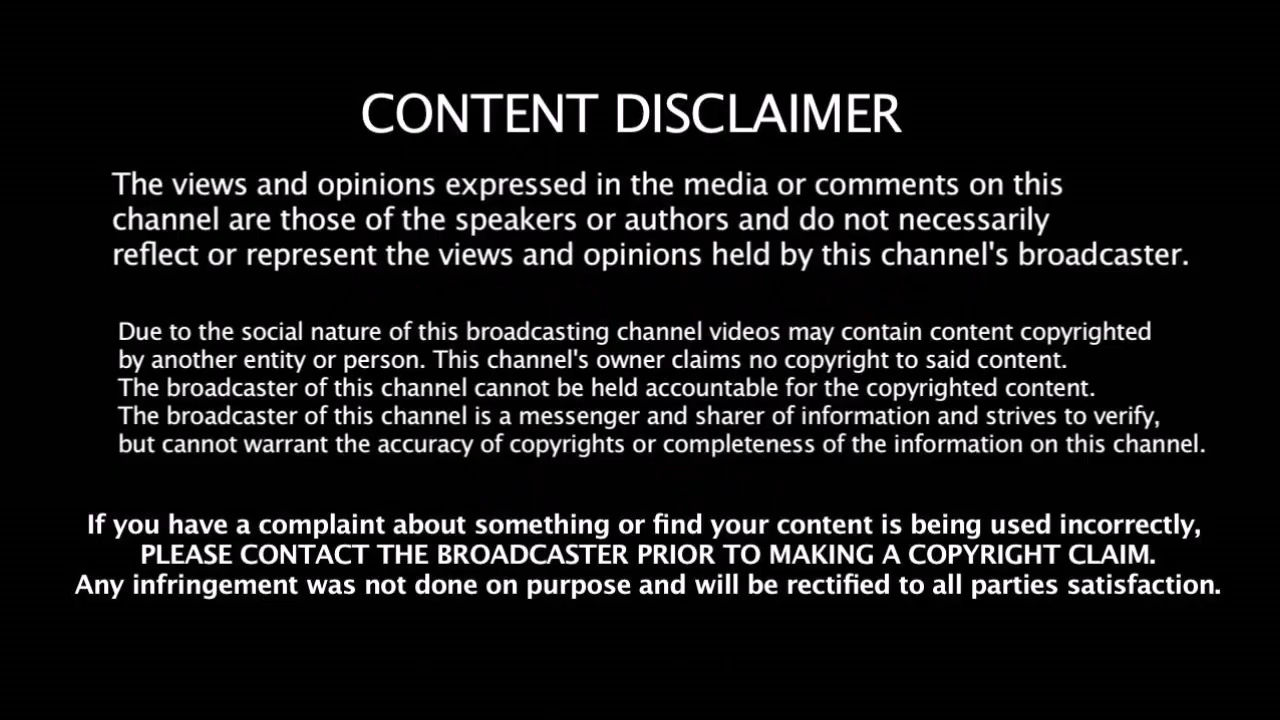 CONTENT DISCLAIMER
The views and opinions expressed in the media or comments on this
channel are those of the speakers or authors and do not necessarily
reflect or represent the views and opinions held by this channel's broadcaster.
Due to the social nature of this broadcasting channel videos may contain content copyrighted
by another entity or person. This channel's owner claims no copyright to said content.
The broadcaster of this channel cannot be held accountable for the copyrighted content.
The broadcaster of this channel is a messenger and sharer of information and strives to verify,
but cannot warrant the accuracy of copyrights or completeness of the information on this channel.
If you have a complaint about something or find your content is being used incorrectly,
PLEASE CONTACT THE BROADCASTER PRIOR TO MAKING A COPYRIGHT CLAIM.
Any infringement was not done on purpose and will be rectified to all parties satisfaction.